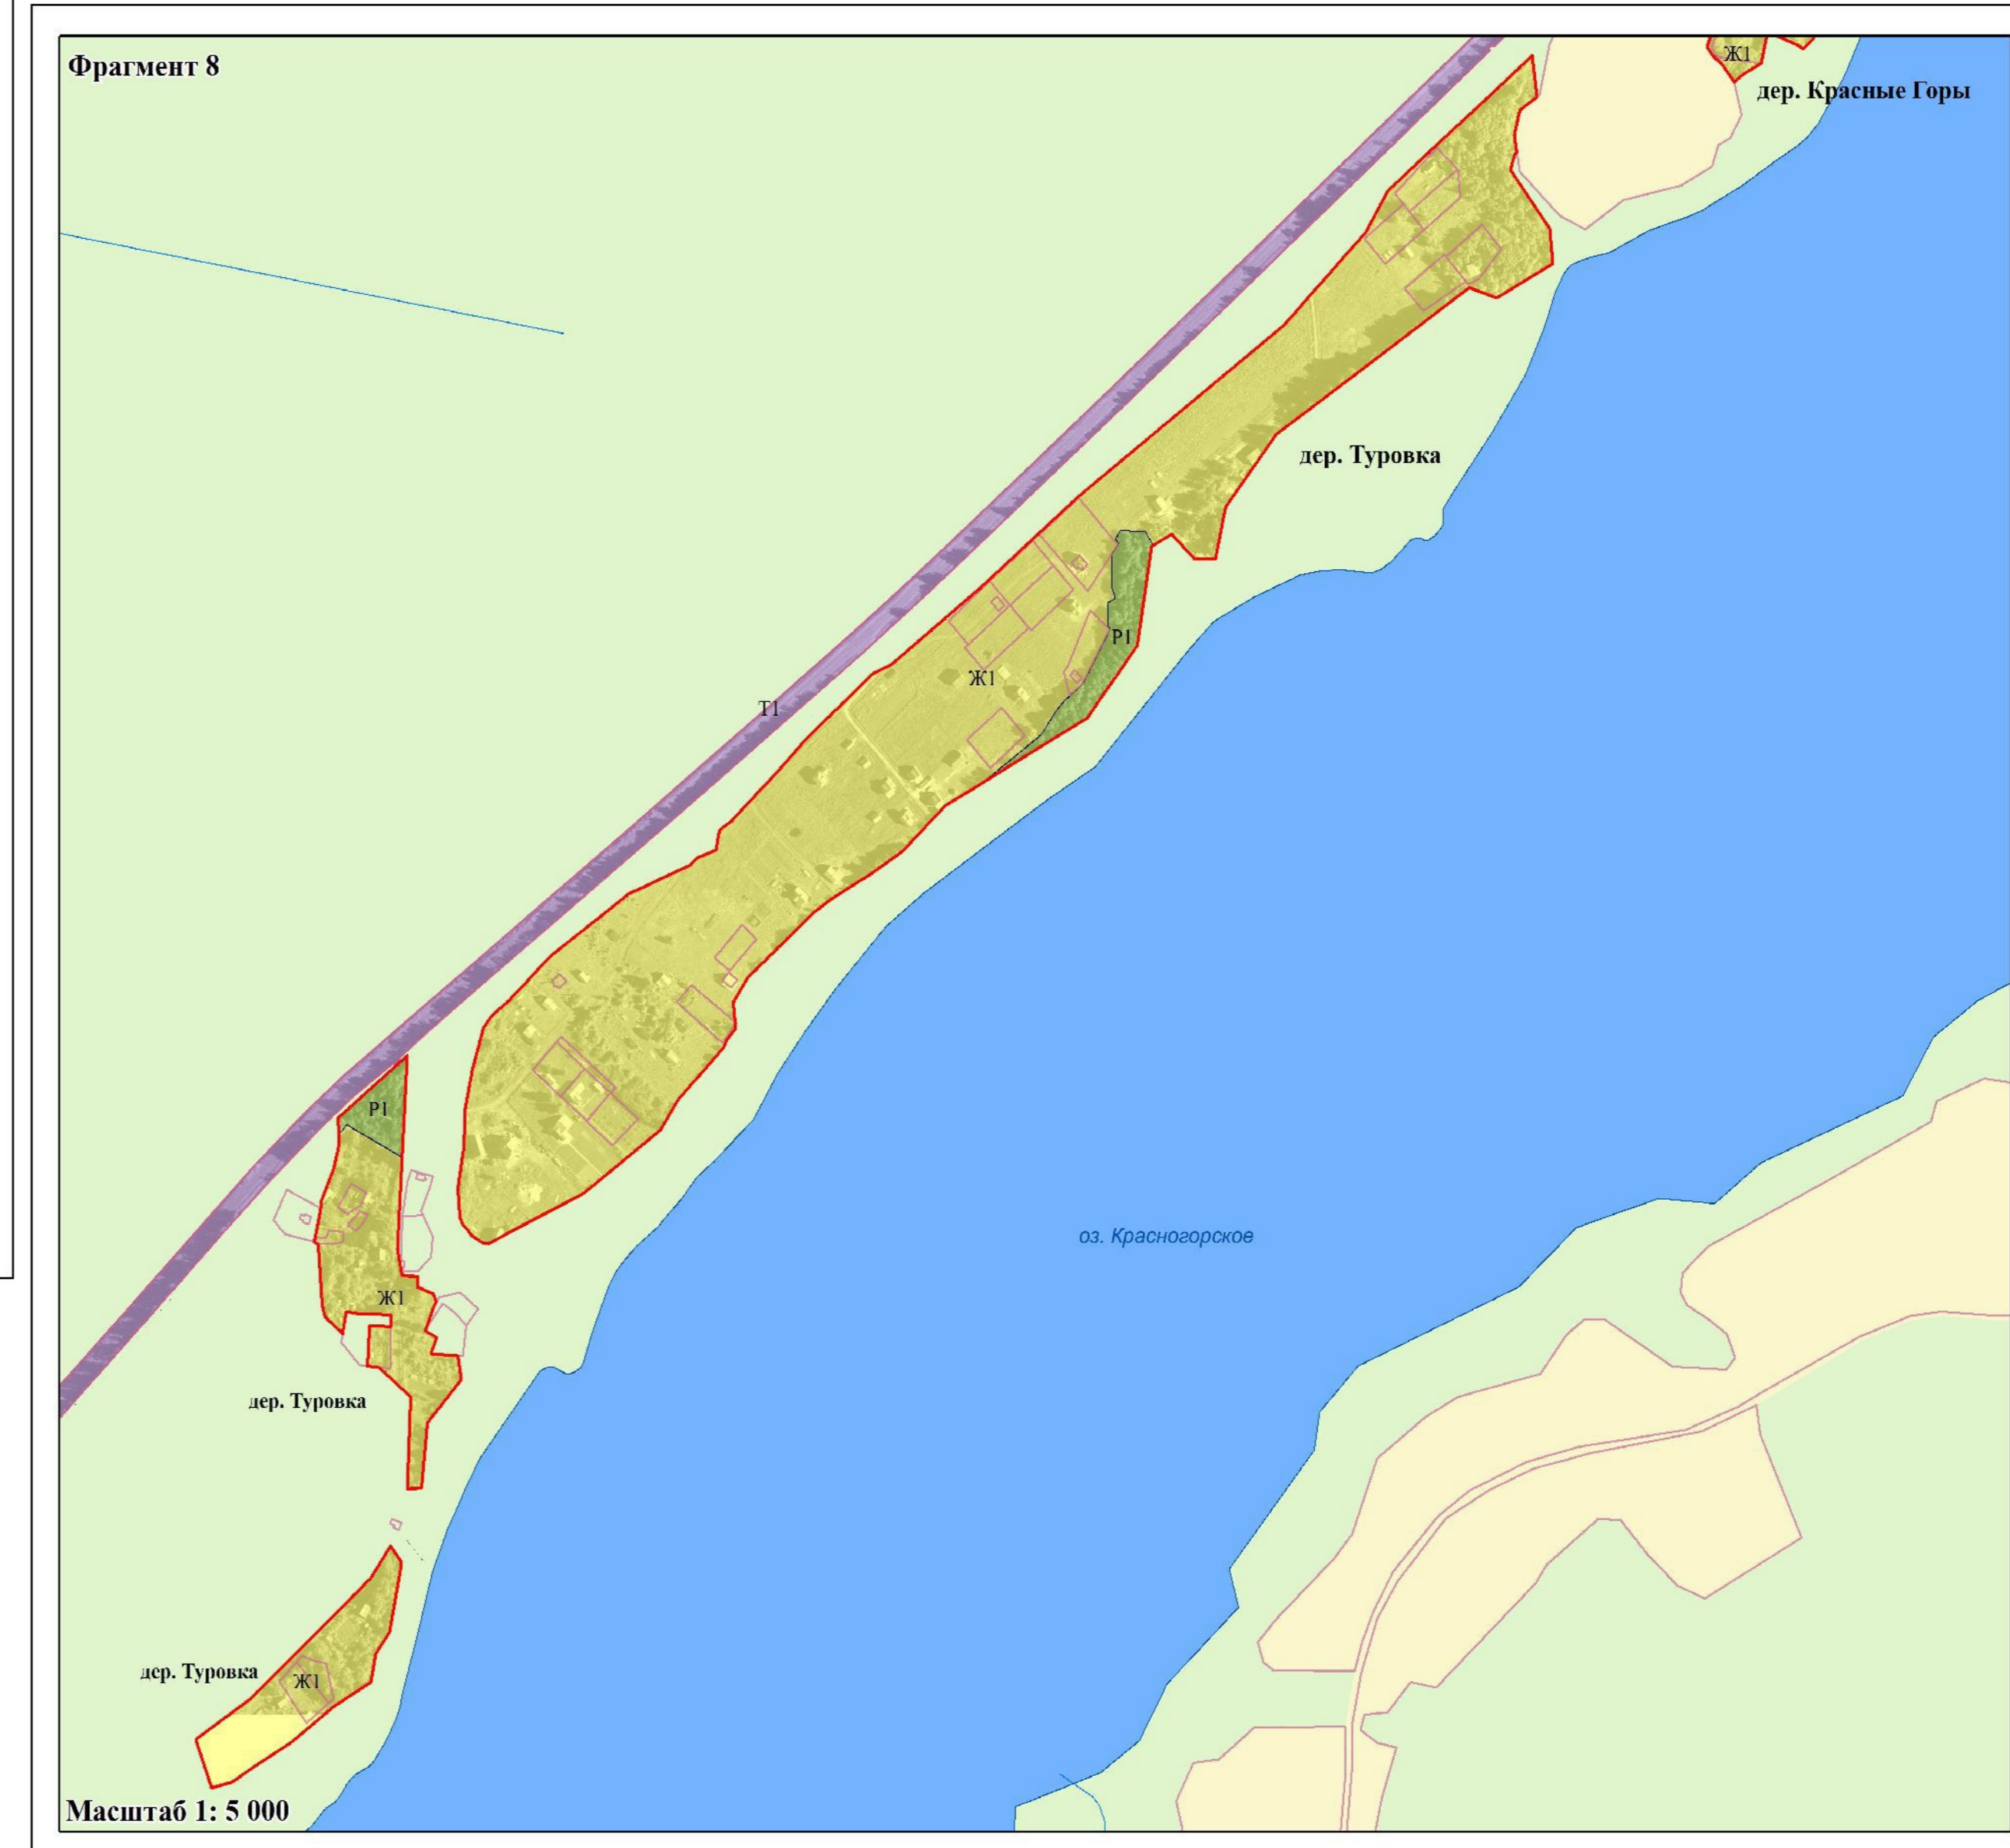 Фрагмент 8
Ж1
дер. Красные Горы
дер. Туровка
Р1
Ж1
Т1
Р1
оз. Красногорское
Ж1
дер. Туровка
дер. Туровка
Ж1
Масштаб 1: 5 000